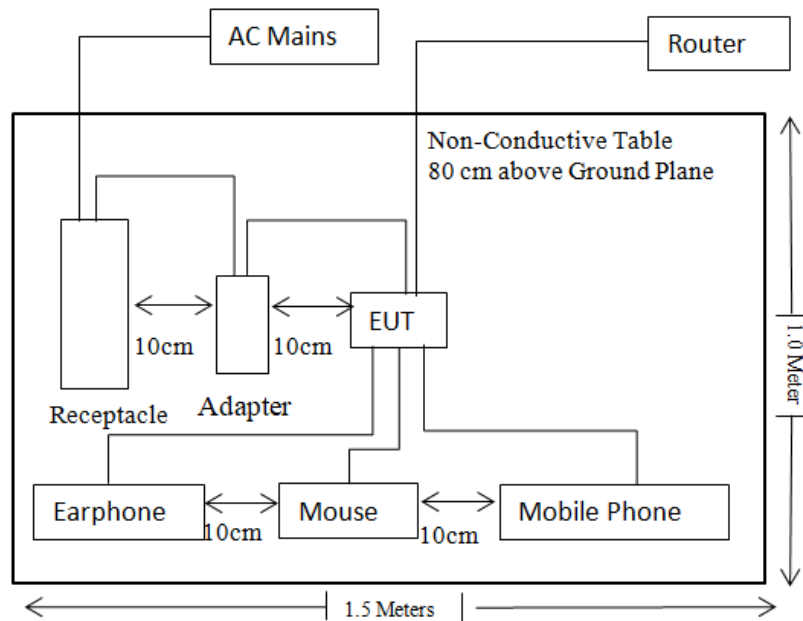 AC Mains
Router
Non-Conductive Table
80 cm above Ground Plane
EUT
10cm
10cm
Receptacle
Adapter
1.0 Meter
Earphone
Mouse
Mobile Phone
10cm
10cm
1.5 Meters